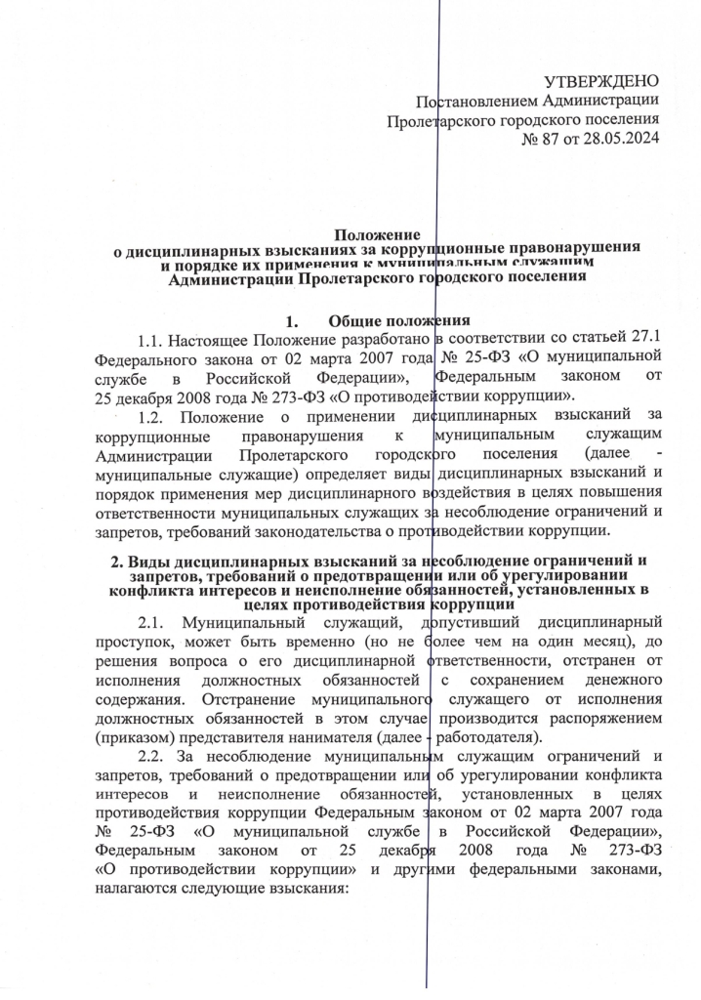 УТВЕРЖДЕНО
Постановлением Администрации
Пролетарского городского поселения
№ 87 от 28.05.2024
Положение
о дисциплинарных взысканиях за коррупционные правонарушения
и порядке их применения к муниципальным служащим
Администрации Пролетарского городского поселения
1. Общие положения
1.1. Настоящее Положение разработано в соответствии со статьей 27.1
Федерального закона от 02 марта 2007 года № 25-ФЗ «О муниципальной
службе в Российской Федерации», Федеральным законом от
25 декабря 2008 года № 273-ФЗ «О противодействии коррупции».
1.2. Положение о применении дисциплинарных взысканий за
коррупционные правонарушения к муниципальным служащим
Администрации Пролетарского городского поселения (далее -
муниципальные служащие) определяет виды дисциплинарных взысканий и
порядок применения мер дисциплинарного воздействия в целях повышения
ответственности муниципальных служащих за несоблюдение ограничений и
запретов, требований законодательства о противодействии коррупции.
2. Виды дисциплинарных взысканий за несоблюдение ограничений и
запретов, требований о предотвращении или об урегулировании
конфликта интересов и неисполнение обязанностей, установленных в
целях противодействия коррупции
2.1. Муниципальный служащий, допустивший дисциплинарный
проступок, может быть временно (но не более чем на один месяц), до
решения вопроса о его дисциплинарной ответственности, отстранен от
исполнения должностных обязанностей с сохранением денежного
содержания. Отстранение муниципального служащего от исполнения
должностных обязанностей в этом случае производится распоряжением
(приказом) представителя нанимателя (далее - работодателя).
2.2. За несоблюдение муниципальным служащим ограничений и
запретов, требований о предотвращении или об урегулировании конфликта
интересов и неисполнение обязанностей, установленных в целях
противодействия коррупции Федеральным законом от 02 марта 2007 года
№ 25-ФЗ «О муниципальной службе в Российской Федерации»,
Федеральным законом от 25 декабря 2008 года № 273-ФЗ
«О противодействии коррупции» и другими федеральными законами,
налагаются следующие взыскания: